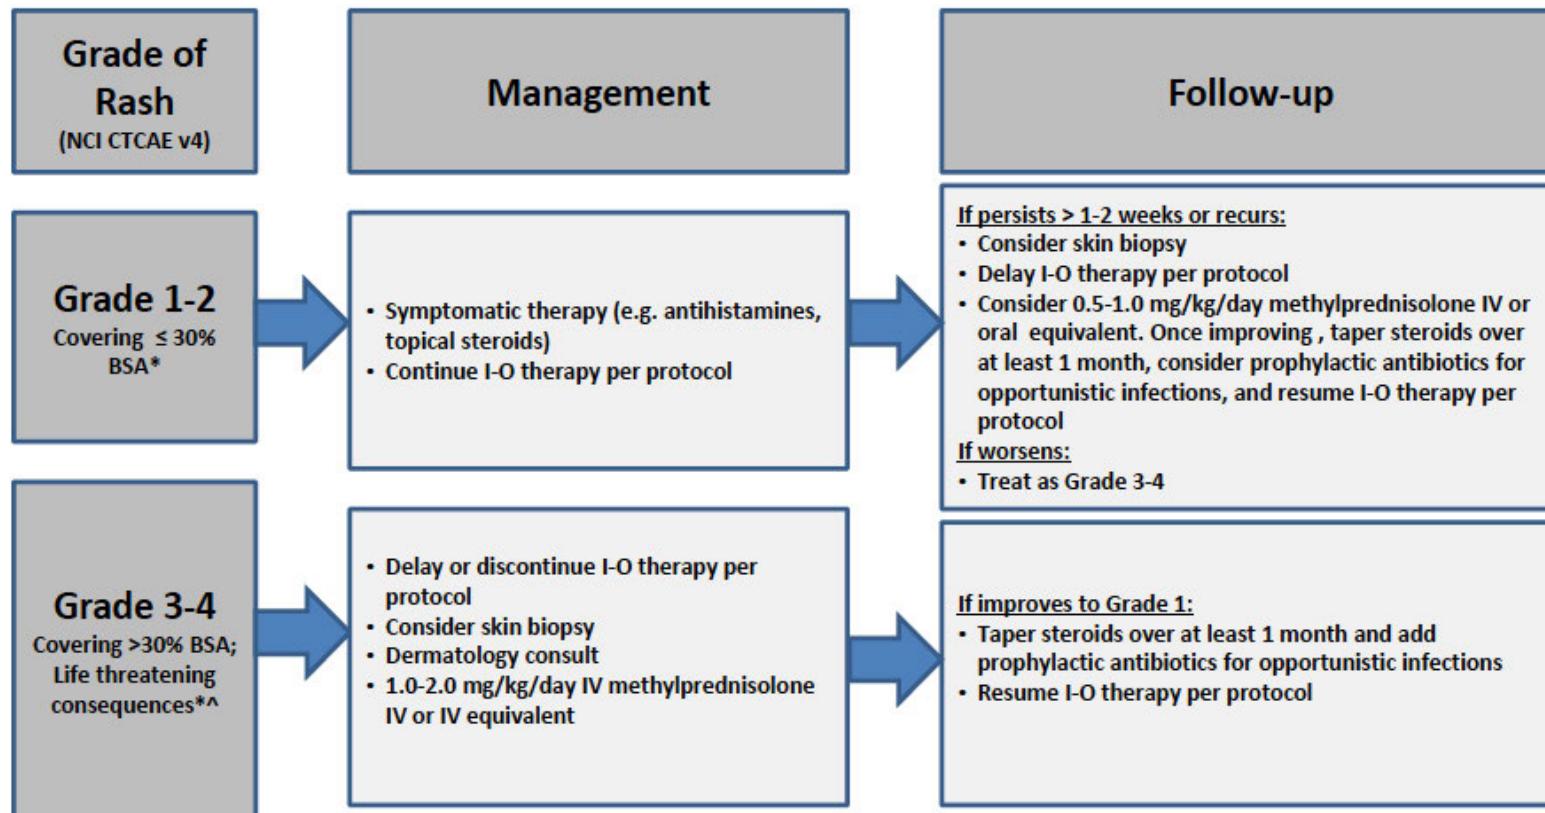 Grade of
Rash
(NCI CTCAE v4)
Management
Follow-up
Grade 1-2
Covering ≤ 30%
BSA*
• Symptomatic therapy (e.g. antihistamines,
topical steroids)
• Continue I-O therapy per protocol
If persists > 1-2 weeks or recurs:
• Consider skin biopsy
• Delay I-O therapy per protocol
• Consider 0.5-1.0 mg/kg/day methylprednisolone IV or
oral equivalent. Once improving , taper steroids over
at least 1 month, consider prophylactic antibiotics for
opportunistic infections, and resume I-O therapy per
protocol
If worsens:
• Treat as Grade 3-4
Grade 3-4
Covering >30% BSA;
Life threatening
consequences*^
• Delay or discontinue I-O therapy per
protocol
• Consider skin biopsy
• Dermatology consult
• 1.0-2.0 mg/kg/day IV methylprednisolone
IV or IV equivalent
If improves to Grade 1:
• Taper steroids over at least 1 month and add
prophylactic antibiotics for opportunistic infections
• Resume I-O therapy per protocol